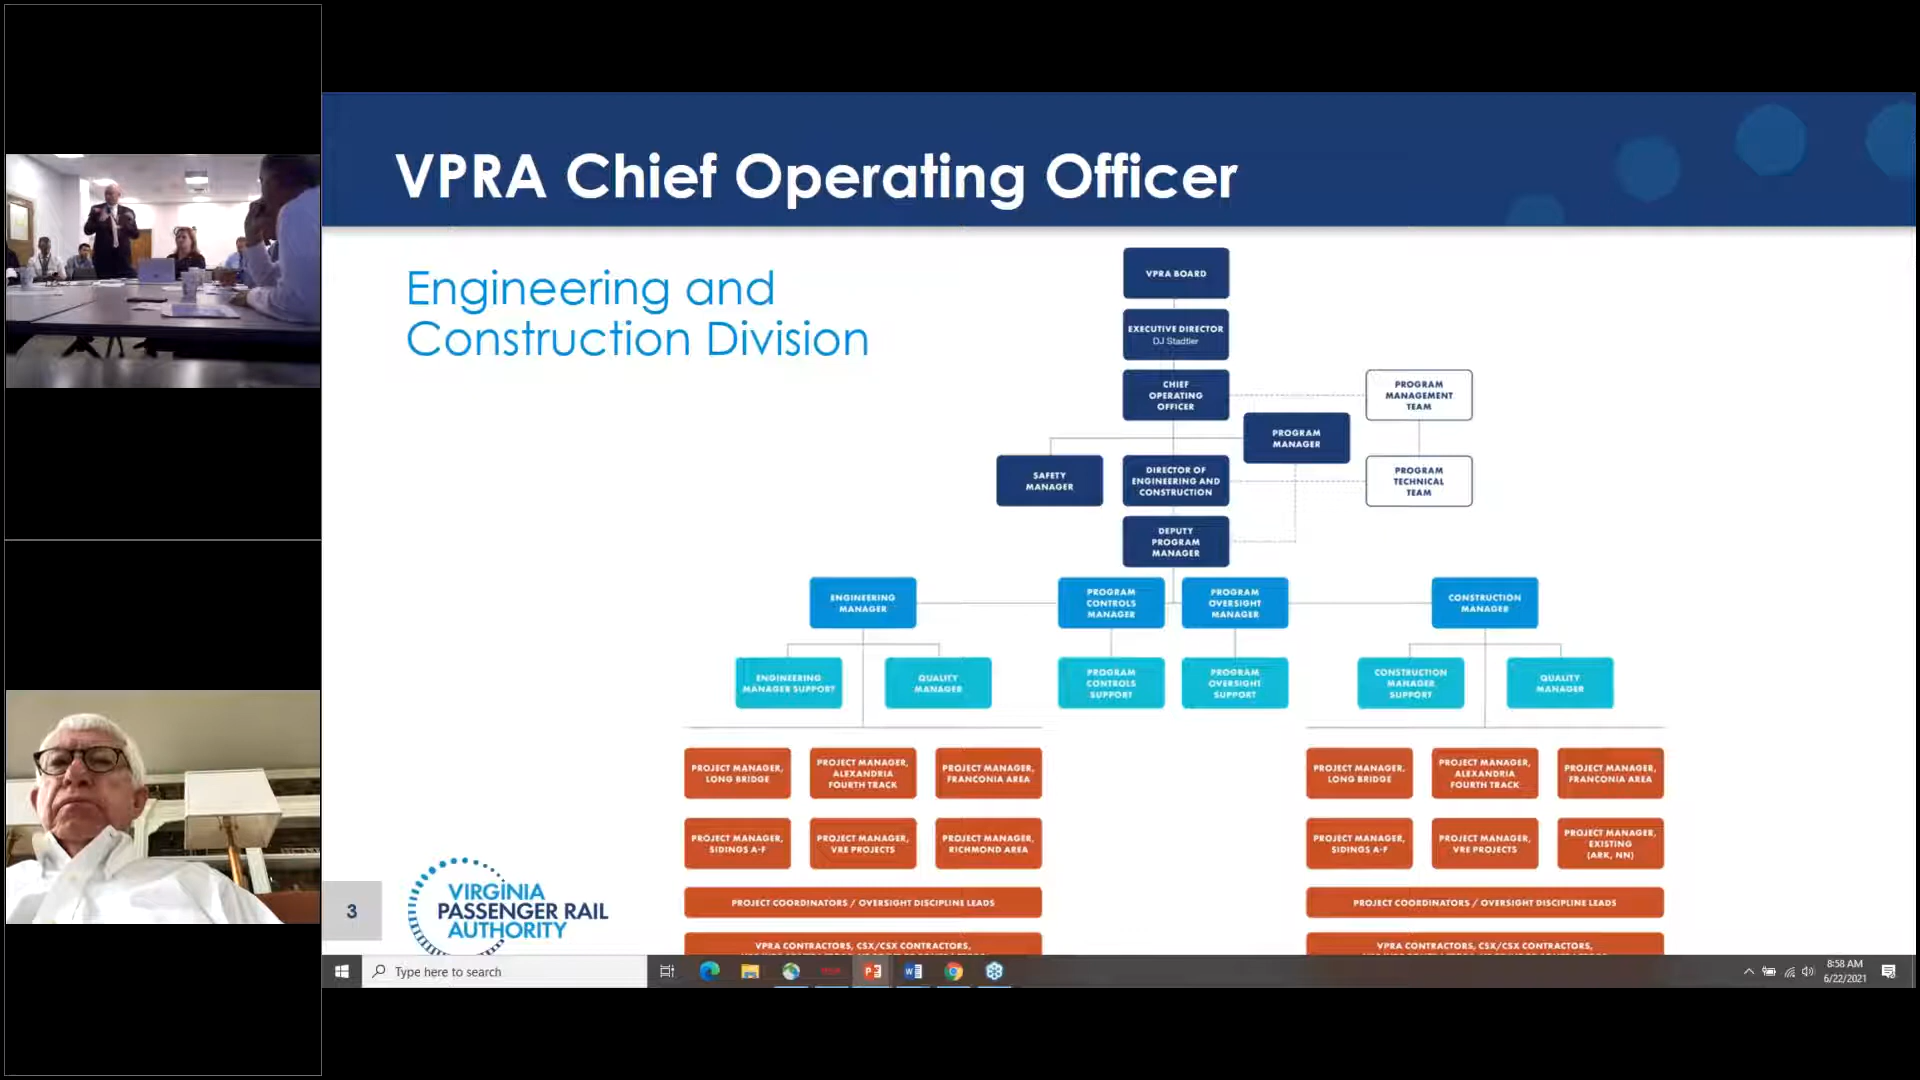 VPRA Chief Operating Officer
Engineering and
Construction Division
VPRA BOARD
EXECUTIVE DIRECTOR
DJ Stadtler
CHIEF
OPERATING
OFFICER
PROGRAM
MANAGEMENT
TEAM
PROGRAM
MANAGER
SAFETY
MANAGER
DIRECTOR OF
ENGINEERING AND
CONSTRUCTION
PROGRAM
TECHNICAL
TEAM
DEPUTY
PROGRAM
MANAGER
ENGINEERING
MANAGER
PROGRAM
CONTROLS
MANAGER
PROGRAM
OVERSIGHT
MANAGER
CONSTRUCTION
MANAGER
ENGINEERING
MANAGER SUPPORT
QUALITY
MANAGER
PROGRAM
CONTROLS
SUPPORT
PROGRAM
OVERSIGHT
SUPPORT
CONSTRUCTION
MANAGER
SUPPORT
QUALITY
MANAGER
PROJECT MANAGER,
LONG BRIDGE
PROJECT MANAGER,
ALEXANDRIA
FOURTH TRACK
PROJECT MANAGER,
FRANCONIA AREA
PROJECT MANAGER,
LONG BRIDGE
PROJECT MANAGER,
ALEXANDRIA
FOURTH TRACK
PROJECT MANAGER,
FRANCONIA AREA
PROJECT MANAGER,
SIDINGS A-F
PROJECT MANAGER,
VRE PROJECTS
PROJECT MANAGER,
RICHMOND AREA
PROJECT MANAGER,
SIDINGS A-F
PROJECT MANAGER,
VRE PROJECTS
PROJECT MANAGER,
EXISTING
(ARK, NN)
PROJECT COORDINATORS / OVERSIGHT DISCIPLINE LEADS
PROJECT COORDINATORS / OVERSIGHT DISCIPLINE LEADS
VPRA CONTRACTORS, CSX/CSX CONTRACTORS,
VPRA CONTRACTORS, CSX/CSX CONTRACTORS,
3
VIRGINIA
PASSENGER RAIL
AUTHORITY
Type here to search
8:58 AM
6/22/2021